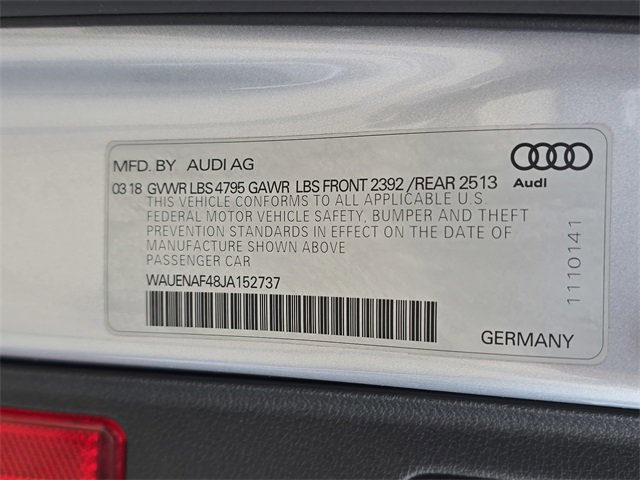 MFD. BY AUDI AG
03 18 GVWR LBS 4795 GAWR LBS FRONT 2392 /REAR 2513
Audi
THIS VEHICLE CONFORMS TO ALL APPLICABLE U.S.
FEDERAL MOTOR VEHICLE SAFETY, BUMPER AND THEFT
PREVENTION STANDARDS IN EFFECT ON THE DATE OF
MANUFACTURE SHOWN ABOVE
PASSENGER CAR
WAUENAF48JA152737
1110141
GERMANY